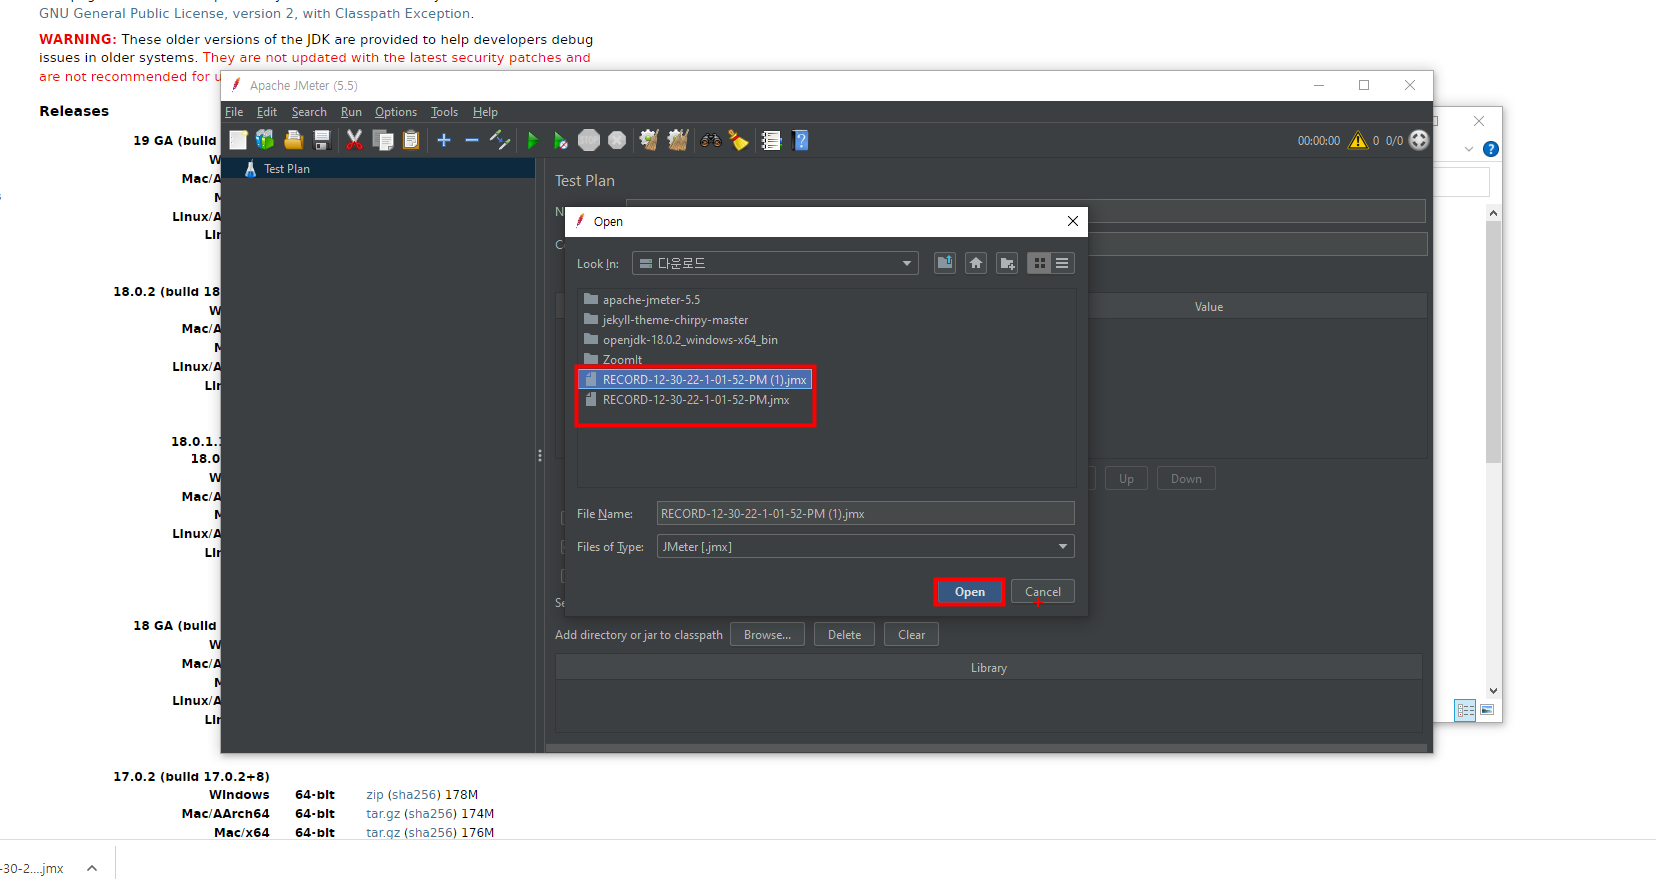 GNU General Public License, version 2, with Classpath Exception.
WARNING: These older versions of the JDK are provided to help developers debug
issues in older systems. They are not updated with the latest security patches and
are not recommended for
Releases
19 GA (build
Mac/A
Linux/A
18.0.2 (build 18
Mac/A
Linux/A
18.0.1.
18.0
Mac/A
Linux/A
18 GA (build
Mac/A
Linux/A
17.0.2 (build 17.0.2+8)
Windows 64-bit zip (sha256) 178M
Mac/AArch64 64-bit tar.gz (sha256) 174M
Mac/x64 64-bit tar.gz (sha256) 176M
Apache JMeter (5.5)
File Edit Search Run Options Tools Help
00:00:00 0 0/0
Test Plan
Test Plan
Value
Up Down
Add directory or jar to classpath Browse... Delete Clear
Library
Open
Look In: 다운로드
apache-jmeter-5.5
jekyll-theme-chirpy-master
openjdk-18.0.2_windows-x64_bin
ZoomIt
RECORD-12-30-22-1-01-52-PM (1).jmx
RECORD-12-30-22-1-01-52-PM.jmx
File Name: RECORD-12-30-22-1-01-52-PM (1).jmx
Files of Type: JMeter [.jmx]
Open Cancel
-30-2....jmx